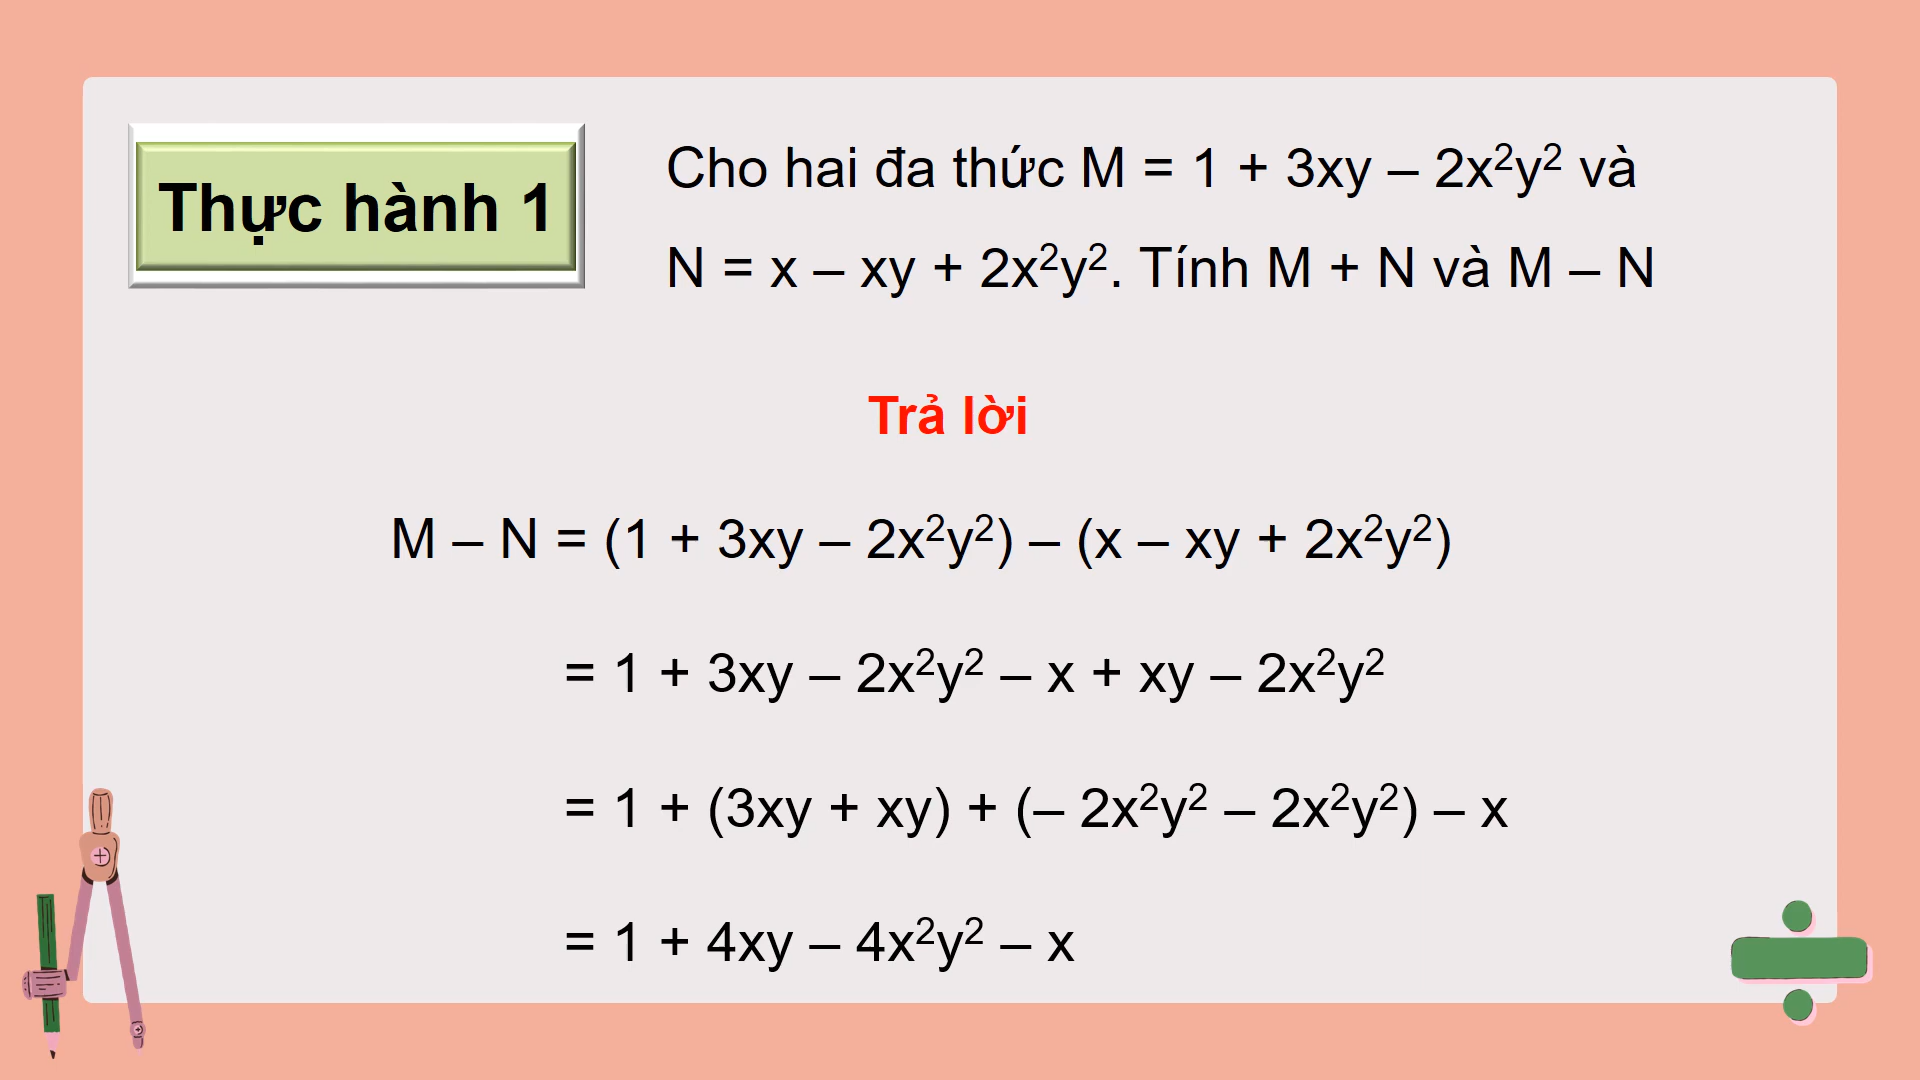 Thực hành 1
Cho hai đa thức M = 1 + 3xy – 2x²y² và
N = x – xy + 2x²y². Tính M + N và M – N
Trả lời
M – N = (1 + 3xy – 2x²y²) – (x – xy + 2x²y²)
= 1 + 3xy – 2x²y² – x + xy – 2x²y²
= 1 + (3xy + xy) + (– 2x²y² – 2x²y²) – x
= 1 + 4xy – 4x²y² – x